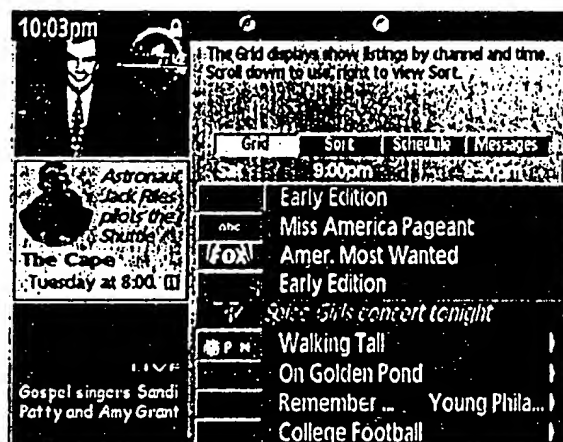 10:03pm
The Grid displays show listings by channel and time.
Scroll down to use, right to view Sort.
Grid Sort Schedule Messages
9:00pm
Astronaut
Jack Riles
pilots the
Shuttle
The Cape
Tuesday at 8:00
LIVE
Gospel singers Sandi
Patty and Amy Grant
Early Edition
abc Miss America Pageant
FOX Amer. Most Wanted
Early Edition
Spice Girls concert tonight
Walking Tall
On Golden Pond
Remember ... Young Phila...
College Football